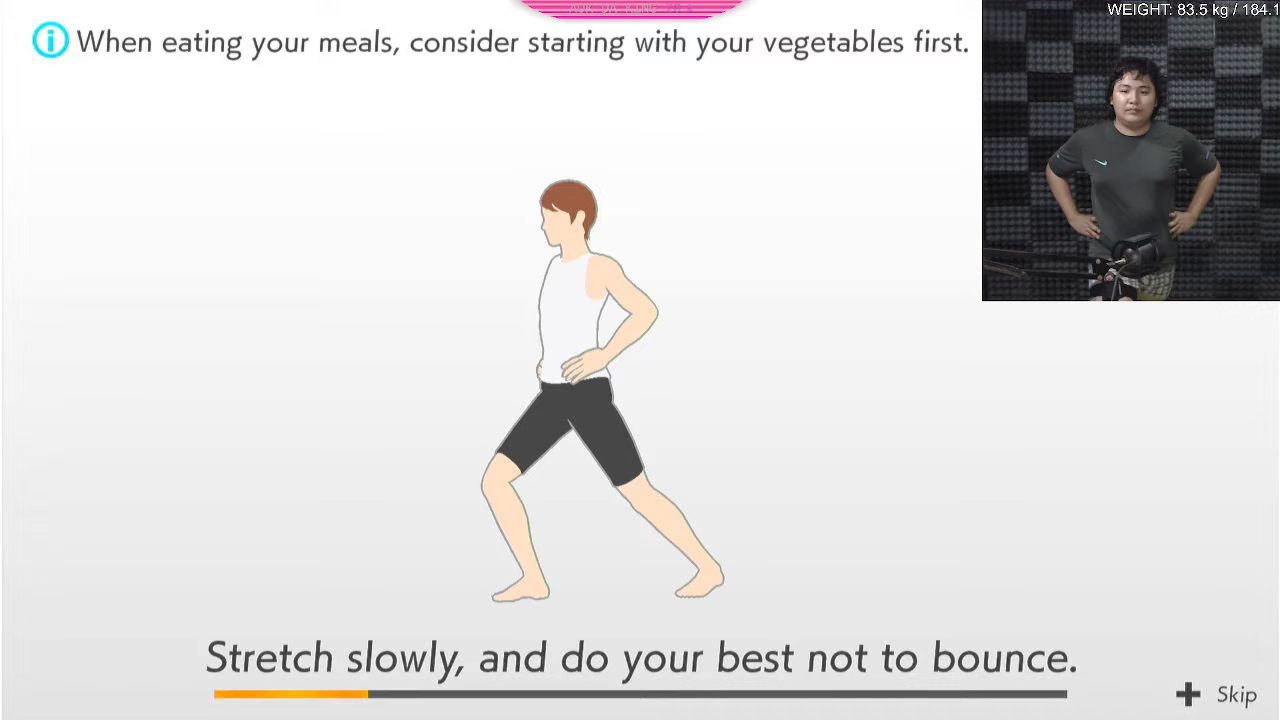 WEIGHT: 83.5 kg / 184
When eating your meals, consider starting with your vegetables first.
Stretch slowly, and do your best not to bounce.
Skip